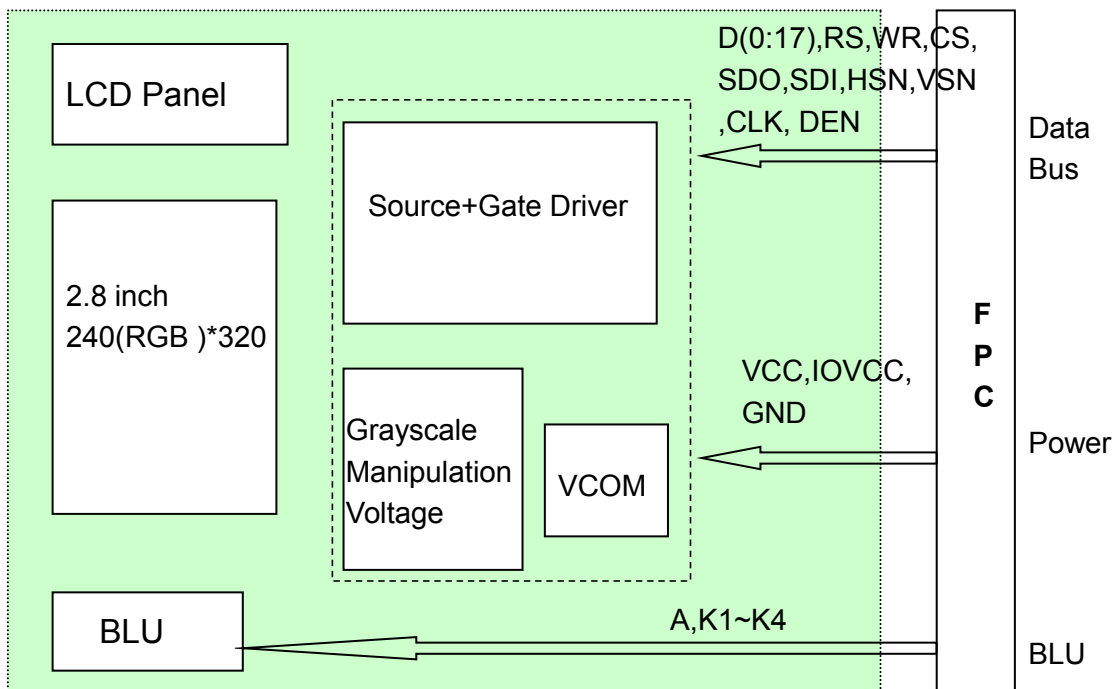 LCD Panel
2.8 inch
240(RGB )*320
BLU
Source+Gate Driver
Grayscale
Manipulation
Voltage
VCOM
D(0:17),RS,WR,CS,
SDO,SDI,HSN,VSN
,CLK, DEN
VCC,IOVCC,
GND
A,K1~K4
F
P
C
Data
Bus
Power
BLU